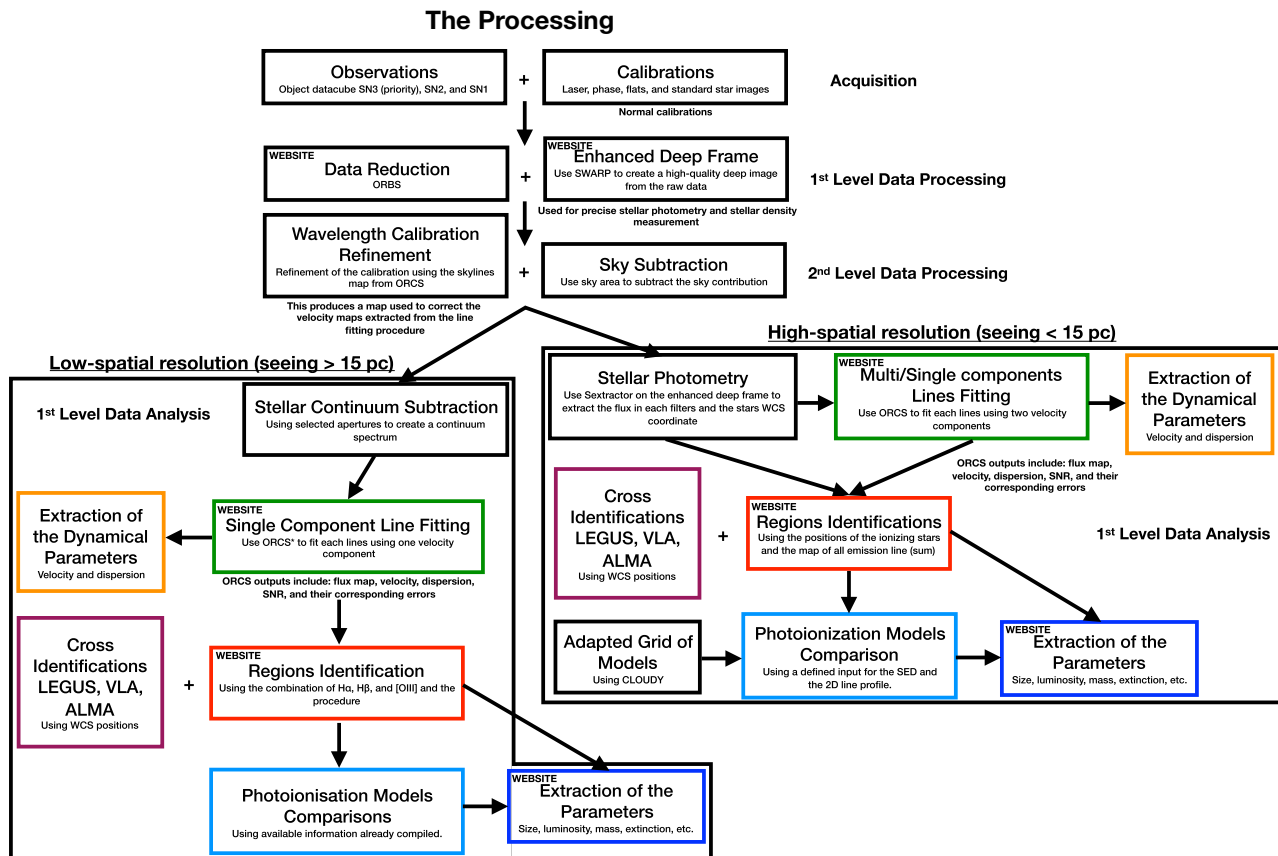 The Processing
Observations
Object datacube SN3 (priority), SN2, and SN1
+
Calibrations
Laser, phase, flats, and standard star images
Acquisition
Normal calibrations
WEBSITE
Data Reduction
ORBS
+
WEBSITE
Enhanced Deep Frame
Use SWARP to create a high-quality deep image
from the raw data
1st Level Data Processing
Used for precise stellar photometry and stellar density
measurement
Wavelength Calibration
Refinement
Refinement of the calibration using the skylines
map from ORCS
+
Sky Subtraction
Use sky area to subtract the sky contribution
2nd Level Data Processing
This produces a map used to correct the
velocity maps extracted from the line
fitting procedure
Low-spatial resolution (seeing > 15 pc)
1st Level Data Analysis
Stellar Continuum Subtraction
Using selected apertures to create a continuum
spectrum
Extraction of
the Dynamical
Parameters
Velocity and dispersion
WEBSITE
Single Component Line Fitting
Use ORCS* to fit each lines using one velocity
component
ORCS outputs include: flux map, velocity, dispersion,
SNR, and their corresponding errors
Cross
Identifications
LEGUS, VLA,
ALMA
Using WCS positions
+
WEBSITE
Regions Identification
Using the combination of Hα, Hβ, and [OIII] and the
procedure
Photoionisation Models
Comparisons
Using available information already compiled.
WEBSITE
Extraction of the
Parameters
Size, luminosity, mass, extinction, etc.
High-spatial resolution (seeing < 15 pc)
Stellar Photometry
Use Sextractor on the enhanced deep frame to
extract the flux in each filters and the stars WCS
coordinate
WEBSITE
Multi/Single components
Lines Fitting
Use ORCS to fit each lines using two velocity
components
Extraction of
the Dynamical
Parameters
Velocity and dispersion
ORCS outputs include: flux map,
velocity, dispersion, SNR, and their
corresponding errors
Cross
Identifications
LEGUS, VLA,
ALMA
Using WCS positions
+
WEBSITE
Regions Identifications
Using the positions of the ionizing stars
and the map of all emission line (sum)
1st Level Data Analysis
Adapted Grid of
Models
Using CLOUDY
Photoionization Models
Comparison
Using a defined input for the SED and
the 2D line profile.
WEBSITE
Extraction of the
Parameters
Size, luminosity, mass, extinction, etc.